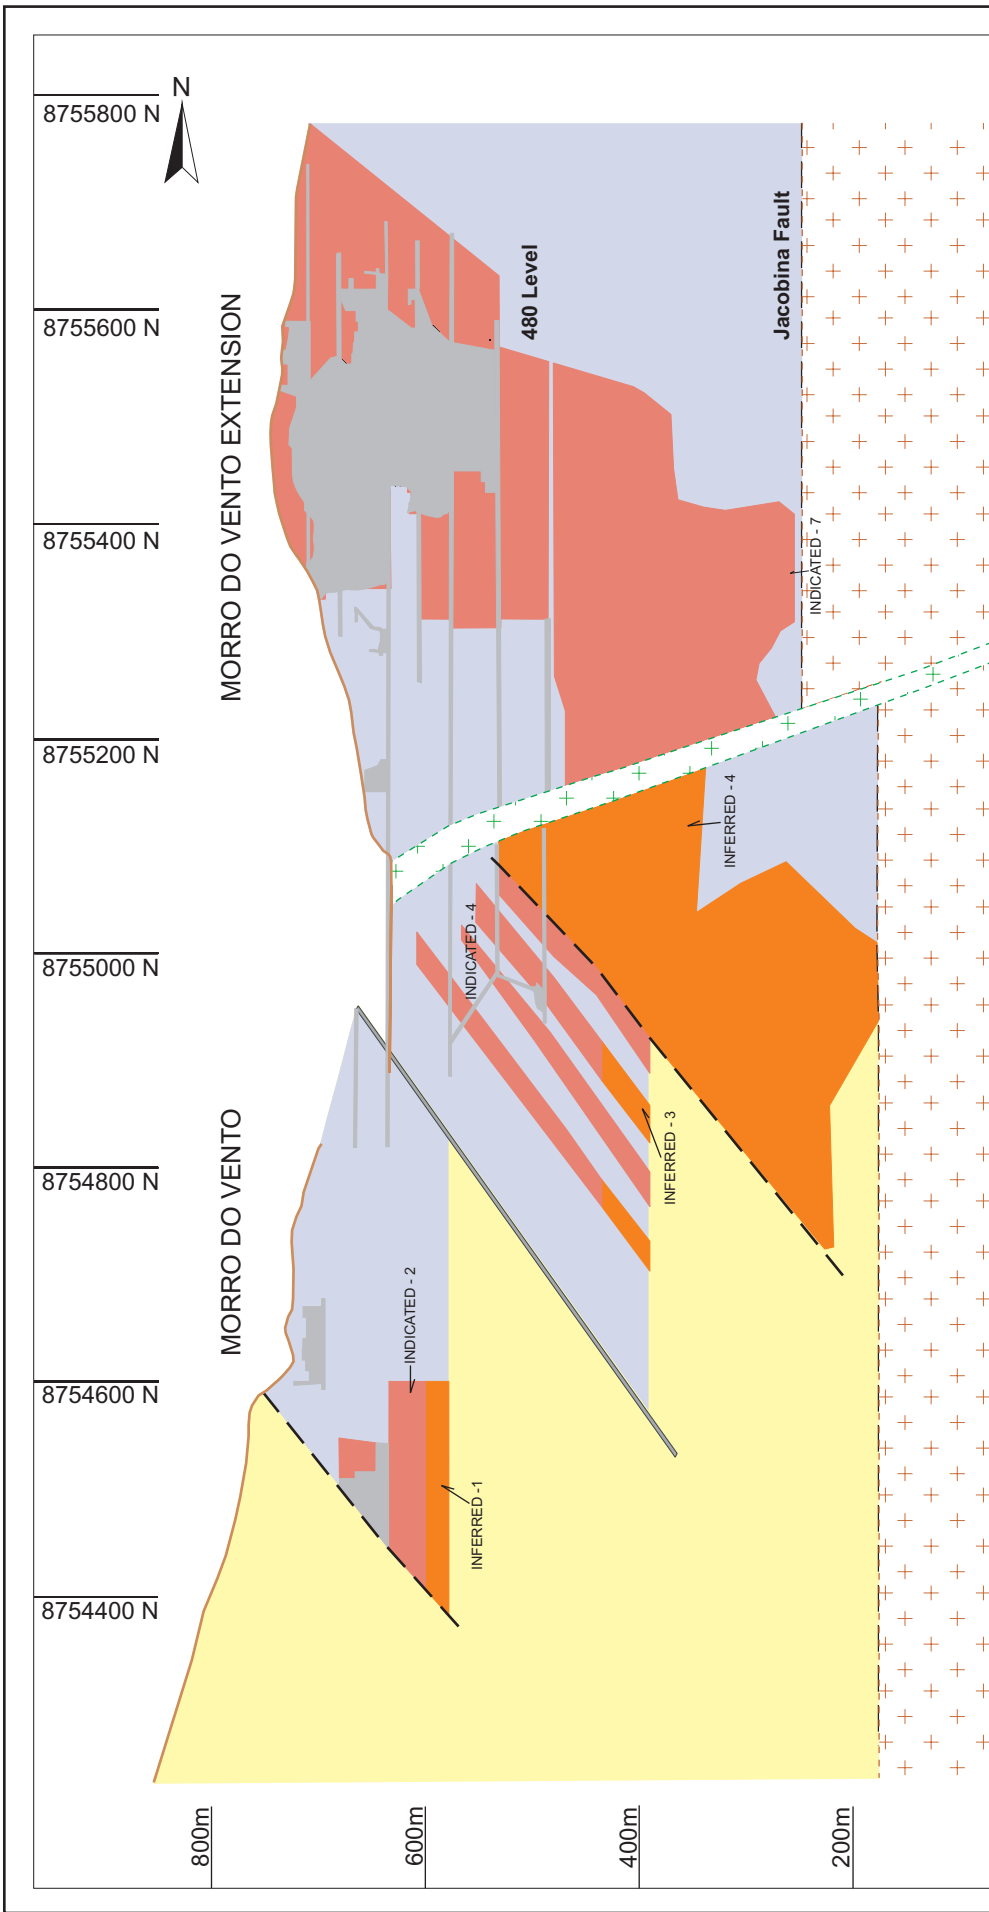 N
8755800 N
8755600 N
8755400 N
8755200 N
8755000 N
8754800 N
8754600 N
8754400 N
MORRO DO VENTO EXTENSION
MORRO DO VENTO
480 Level
Jacobina Fault
INDICATED - 7
INFERRED - 4
INDICATED - 4
INFERRED - 3
INDICATED - 2
INFERRED -1
800m
600m
400m
200m